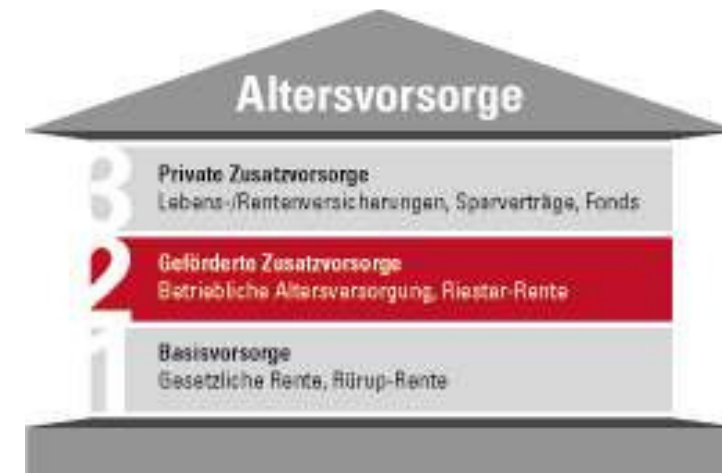 Altersvorsorge
3
Private Zusatzvorsorge
Lebens-/Rentenversicherungen, Sparverträge, Fonds
2
Geförderte Zusatzvorsorge
Betriebliche Altersversorgung, Riester-Rente
1
Basisvorsorge
Gesetzliche Rente, Rürup-Rente